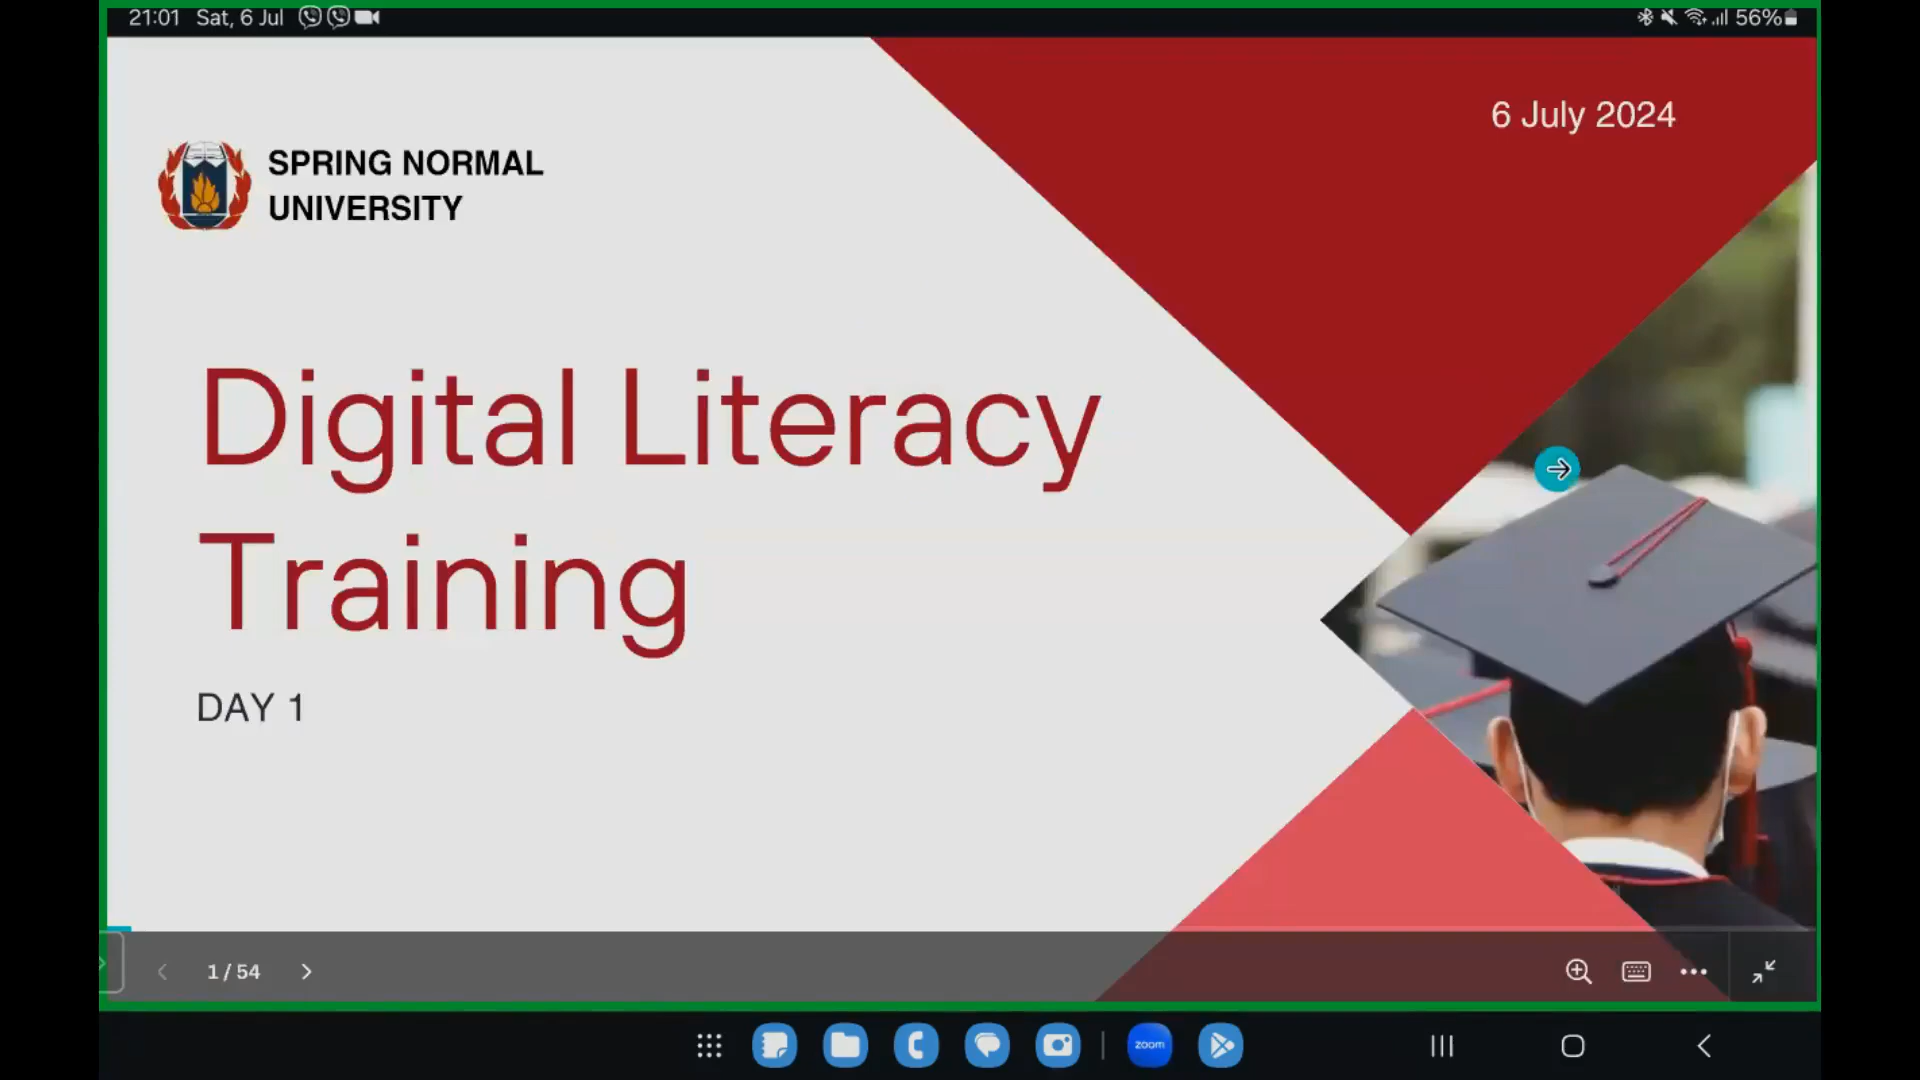 21:01 Sat, 6 Jul
56%
6 July 2024
SPRING NORMAL
UNIVERSITY
Digital Literacy
Training
DAY 1
1 / 54
zoom